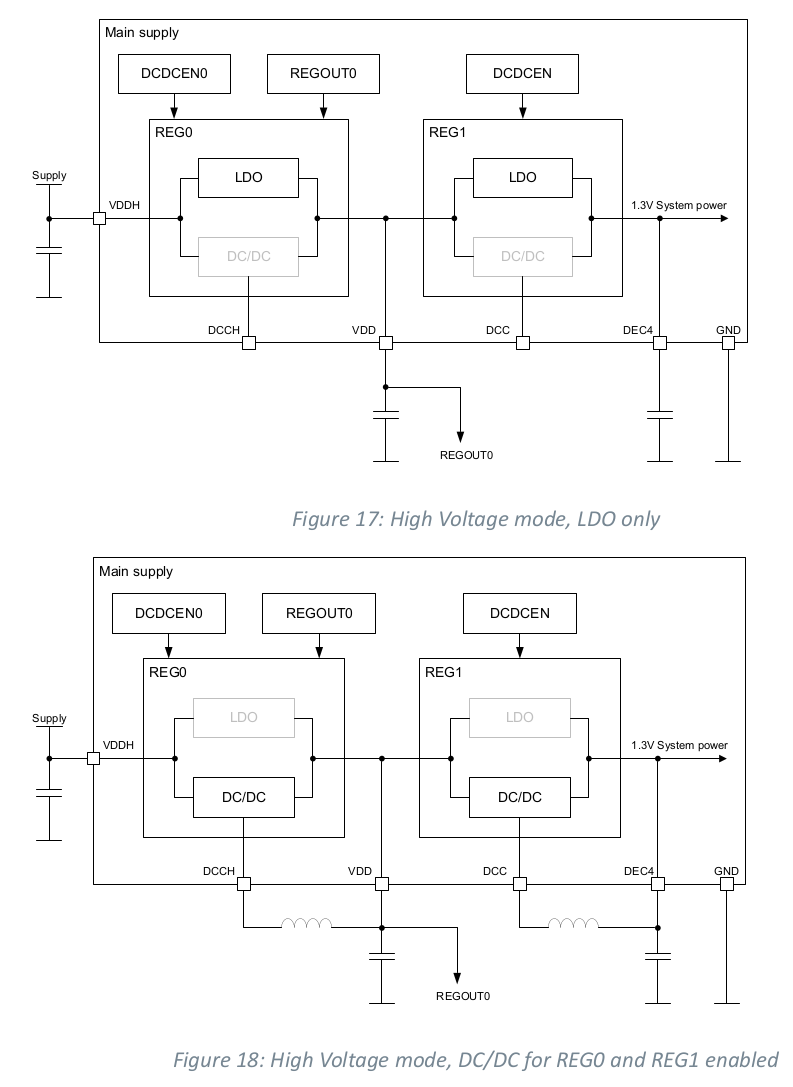 Main supply
DCDCEN0 REGOUT0 DCDCEN
REG0 REG1
LDO LDO
Supply
VDDH 1.3V System power
DC/DC DC/DC
DCCH VDD DCC DEC4 GND
REGOUT0
Figure 17: High Voltage mode, LDO only
Main supply
DCDCEN0 REGOUT0 DCDCEN
REG0 REG1
LDO LDO
Supply
VDDH 1.3V System power
DC/DC DC/DC
DCCH VDD DCC DEC4 GND
REGOUT0
Figure 18: High Voltage mode, DC/DC for REG0 and REG1 enabled